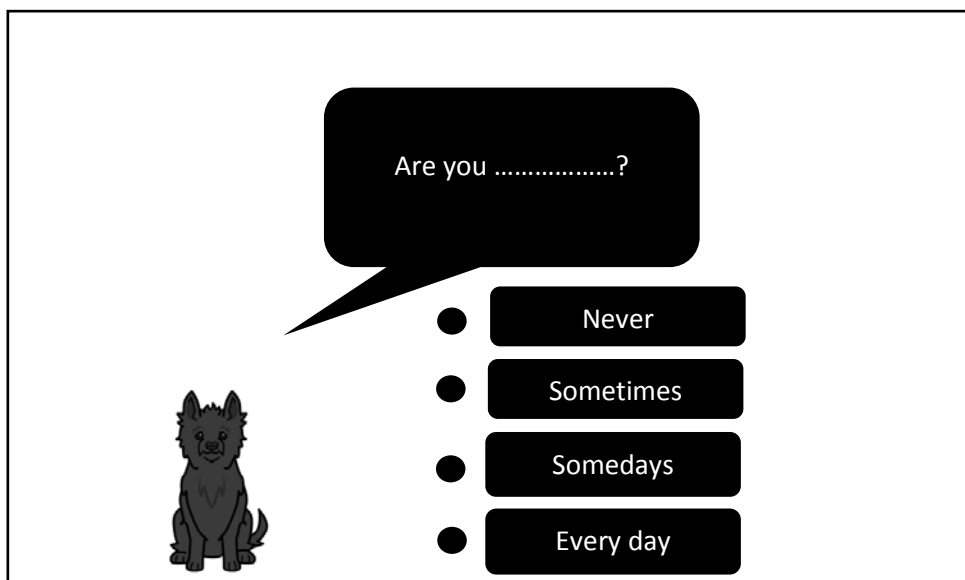 Are you ………………?
Never
Sometimes
Somedays
Every day